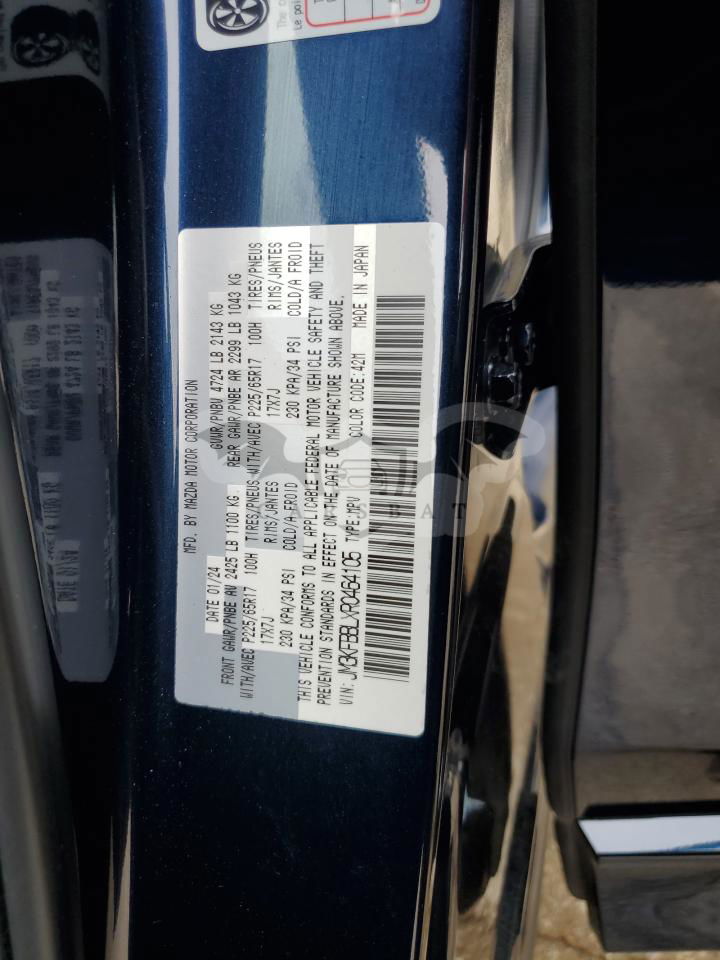 MFD. BY MAZDA MOTOR CORPORATION
DATE 01/24 GVWR/PNBV 4724 LB 2143 KG
FRONT GAWR/PNBE AV 2425 LB 1100 KG REAR GAWR/PNBE AR 2299 LB 1043 KG
WITH/AVEC P225/65R17 100H TIRES/PNEUS WITH/AVEC P225/65R17 100H TIRES/PNEUS
17X7J RIMS/JANTES 17X7J RIMS/JANTES
230 KPA/34 PSI COLD/A FROID 230 KPA/34 PSI COLD/A FROID
THIS VEHICLE CONFORMS TO ALL APPLICABLE FEDERAL MOTOR VEHICLE SAFETY AND THEFT
PREVENTION STANDARDS IN EFFECT ON THE DATE OF MANUFACTURE SHOWN ABOVE.
VIN: JM3KFBBLXR0464105 TYPE:MPV COLOR CODE:42M MADE IN JAPAN
CARSBAT